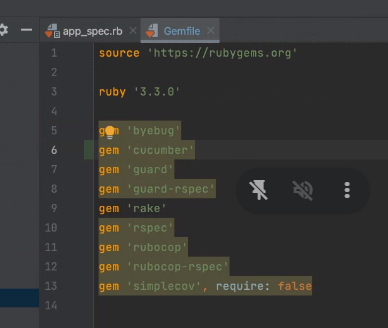 app_spec.rb
Gemfile
1 source 'https://rubygems.org'
2
3 ruby '3.3.0'
4
5 gem 'byebug'
6 gem 'cucumber'
7 gem 'guard'
8 gem 'guard-rspec'
9 gem 'rake'
10 gem 'rspec'
11 gem 'rubocop'
12 gem 'rubocop-rspec'
13 gem 'simplecov', require: false
14